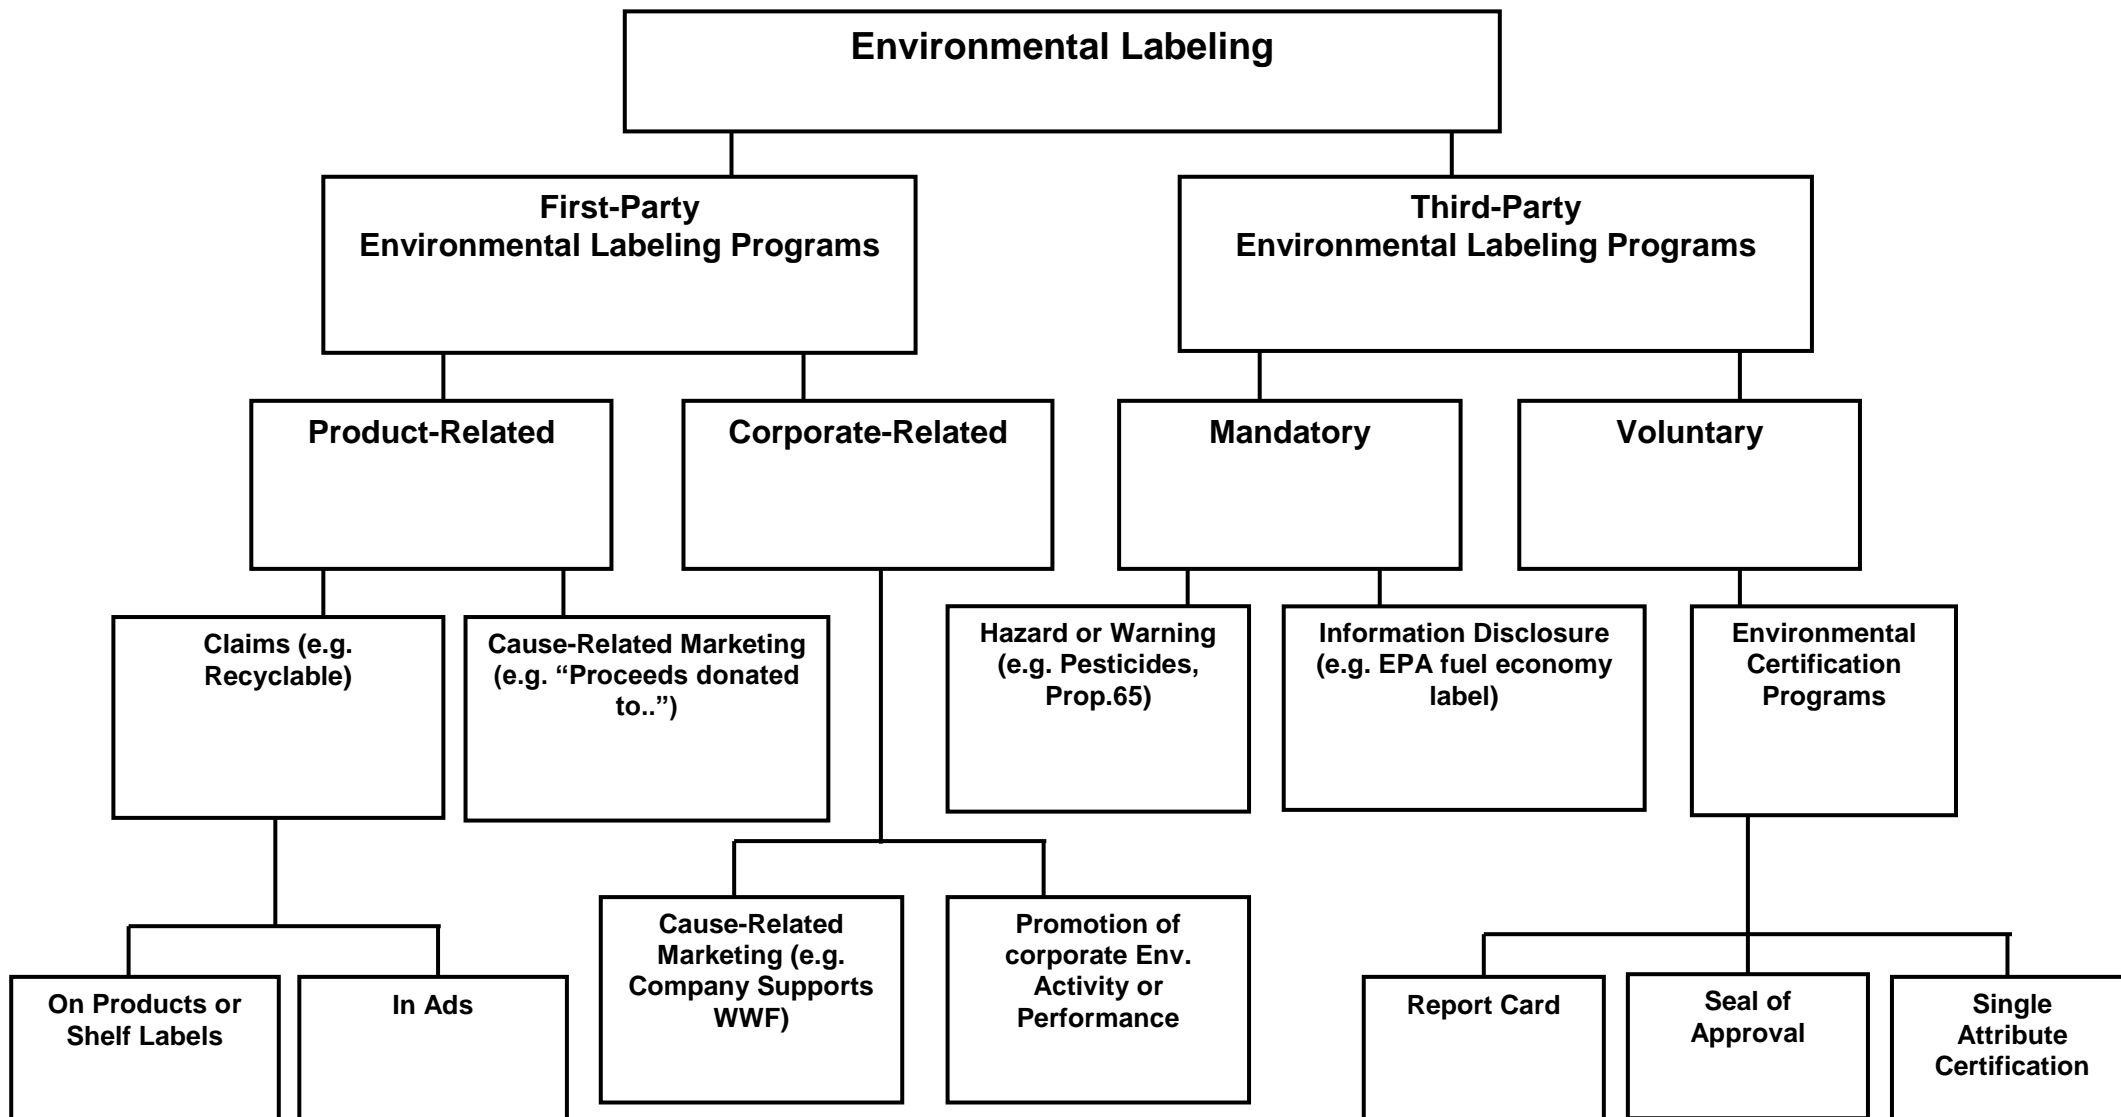 Environmental Labeling
First-Party
Environmental Labeling Programs
Third-Party
Environmental Labeling Programs
Product-Related
Corporate-Related
Mandatory
Voluntary
Claims (e.g.
Recyclable)
Cause-Related Marketing
(e.g. “Proceeds donated
to..”)
Hazard or Warning
(e.g. Pesticides,
Prop.65)
Information Disclosure
(e.g. EPA fuel economy
label)
Environmental
Certification
Programs
On Products or
Shelf Labels
In Ads
Cause-Related
Marketing (e.g.
Company Supports
WWF)
Promotion of
corporate Env.
Activity or
Performance
Report Card
Seal of
Approval
Single
Attribute
Certification